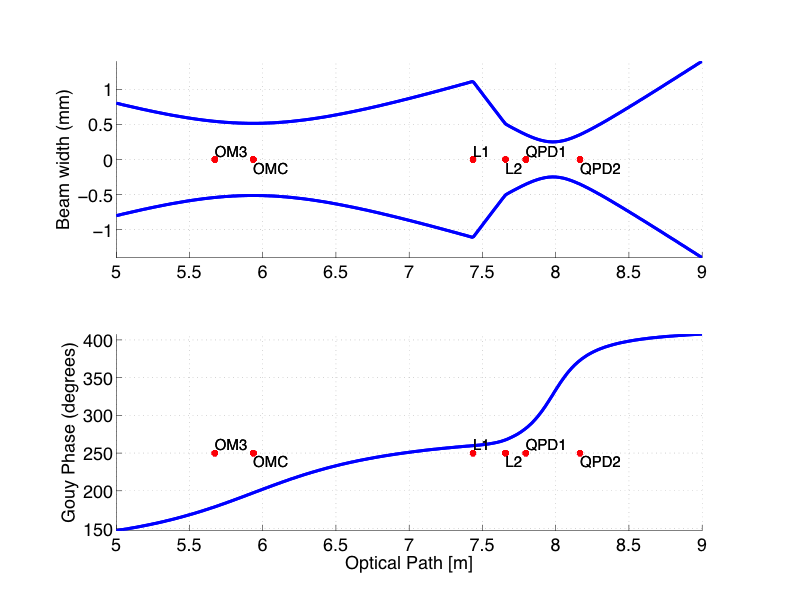 1
0.5
0
−0.5
−1
Beam width (mm)
OM3
OMC
L1
L2
QPD1
QPD2
5 5.5 6 6.5 7 7.5 8 8.5 9
400
350
300
250
200
150
Gouy Phase (degrees)
OM3
OMC
L1
L2
QPD1
QPD2
5 5.5 6 6.5 7 7.5 8 8.5 9
Optical Path [m]